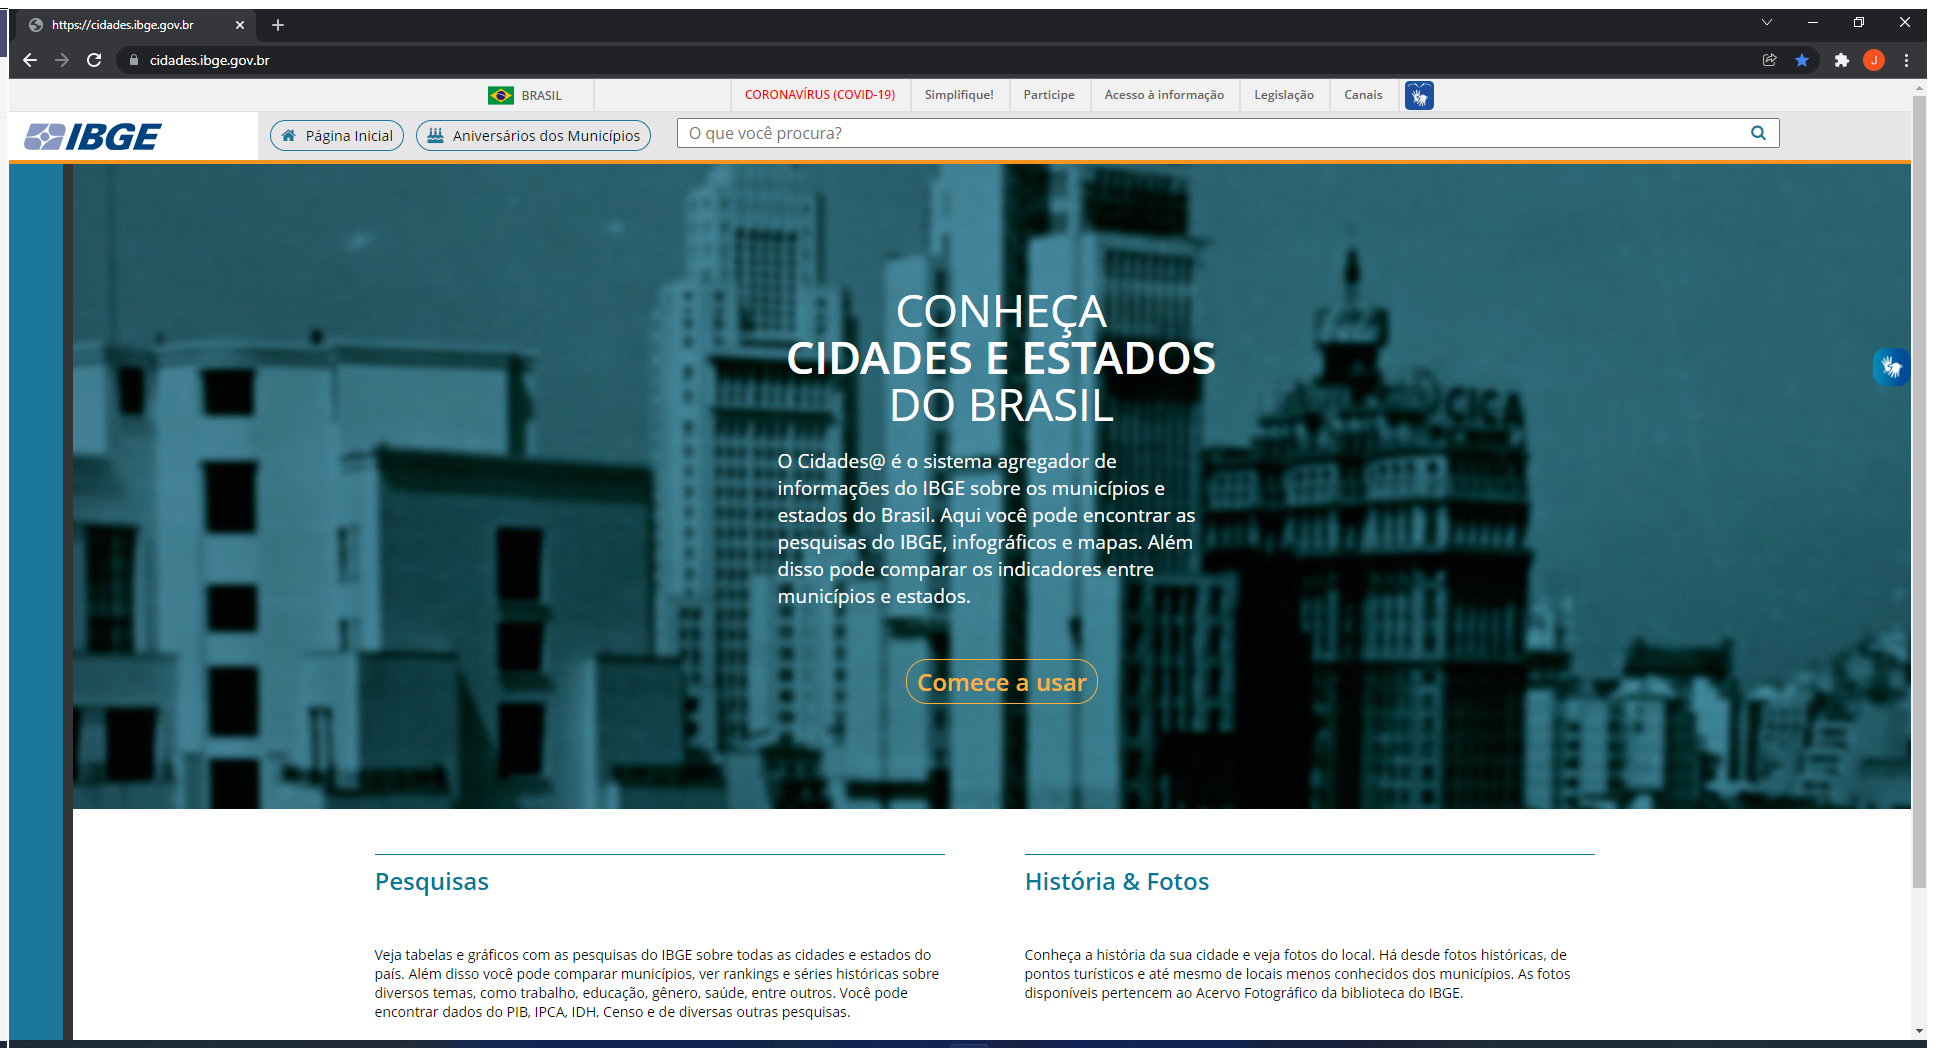 https://cidades.ibge.gov.br
cidades.ibge.gov.br
J
BRASIL
CORONAVÍRUS (COVID-19)
Simplifique!
Participe
Acesso à informação
Legislação
Canais
IBGE
Página Inicial
Aniversários dos Municípios
O que você procura?
CONHEÇA
CIDADES E ESTADOS
DO BRASIL
CICA
O Cidades@ é o sistema agregador de
informações do IBGE sobre os municípios e
estados do Brasil. Aqui você pode encontrar as
pesquisas do IBGE, infográficos e mapas. Além
disso pode comparar os indicadores entre
municípios e estados.
Comece a usar
Pesquisas
Veja tabelas e gráficos com as pesquisas do IBGE sobre todas as cidades e estados do
país. Além disso você pode comparar municípios, ver rankings e séries históricas sobre
diversos temas, como trabalho, educação, gênero, saúde, entre outros. Você pode
encontrar dados do PIB, IPCA, IDH, Censo e de diversas outras pesquisas.
História & Fotos
Conheça a história da sua cidade e veja fotos do local. Há desde fotos históricas, de
pontos turísticos e até mesmo de locais menos conhecidos dos municípios. As fotos
disponíveis pertencem ao Acervo Fotográfico da biblioteca do IBGE.